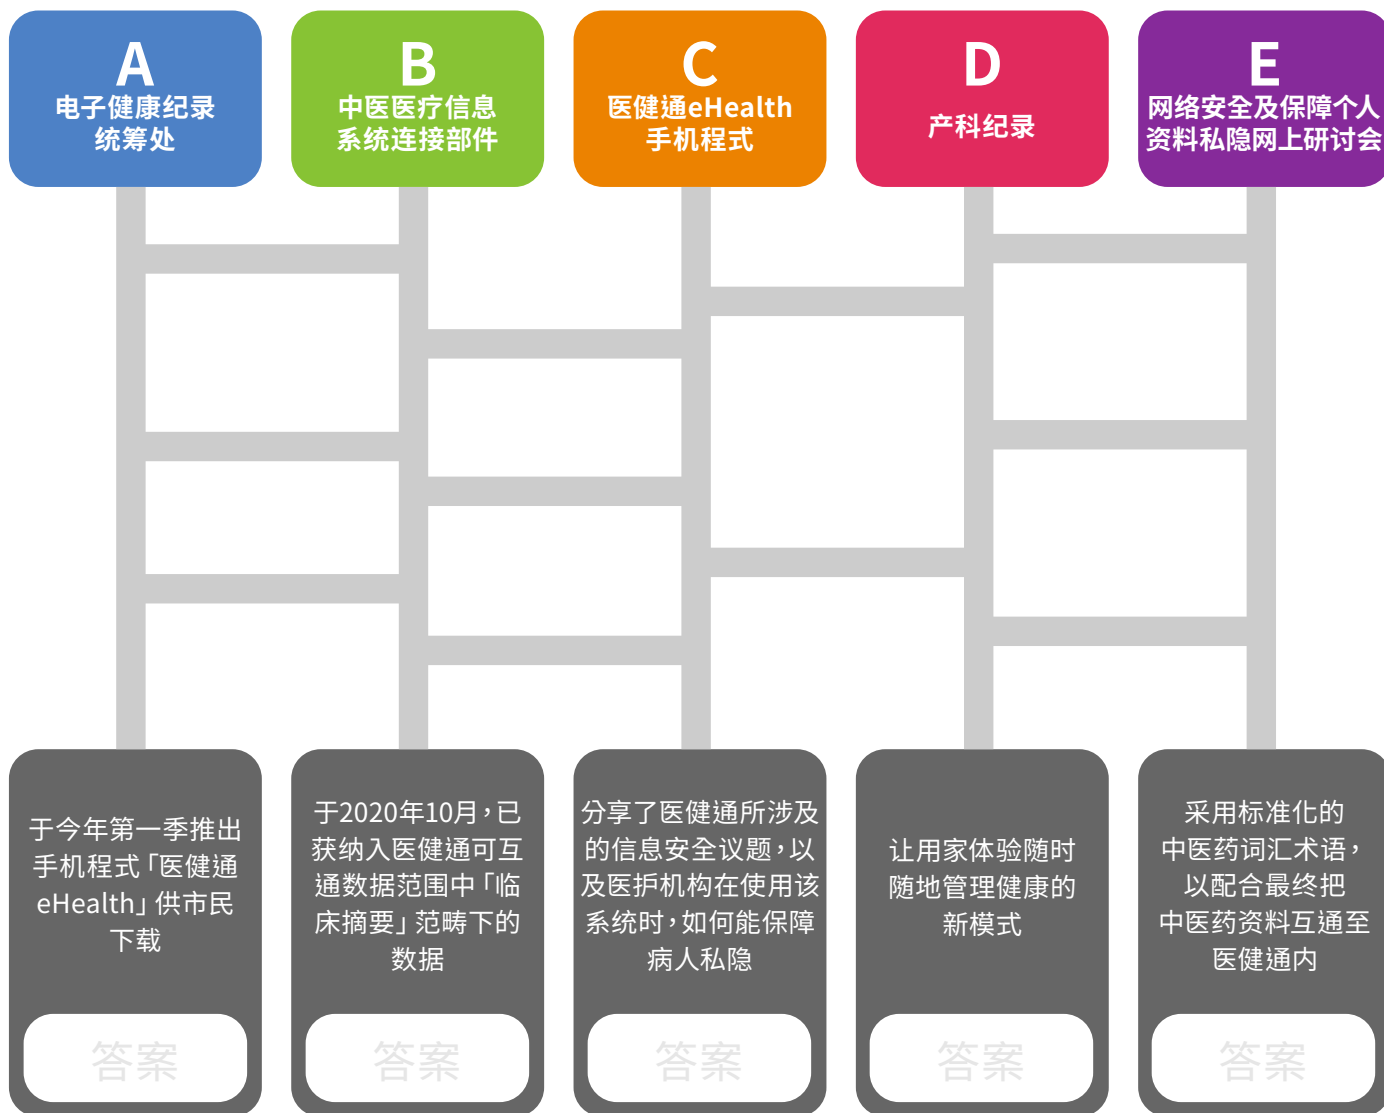 A
电子健康纪录
统筹处
B
中医医疗信息
系统连接部件
C
医健通eHealth
手机程式
D
产科纪录
E
网络安全及保障个人
资料私隐网上研讨会
于今年第一季推出
手机程式「医健通
eHealth」供市民
下载
答案
于2020年10月，已
获纳入医健通可互
通数据范围中「临
床摘要」范畴下的
数据
答案
分享了医健通所涉及
的信息安全议题，以
及医护机构在使用该
系统时，如何能保障
病人私隐
答案
让用家体验随时
随地管理健康的
新模式
答案
采用标准化的
中医药词汇术语，
以配合最终把
中医药资料互通至
医健通内
答案